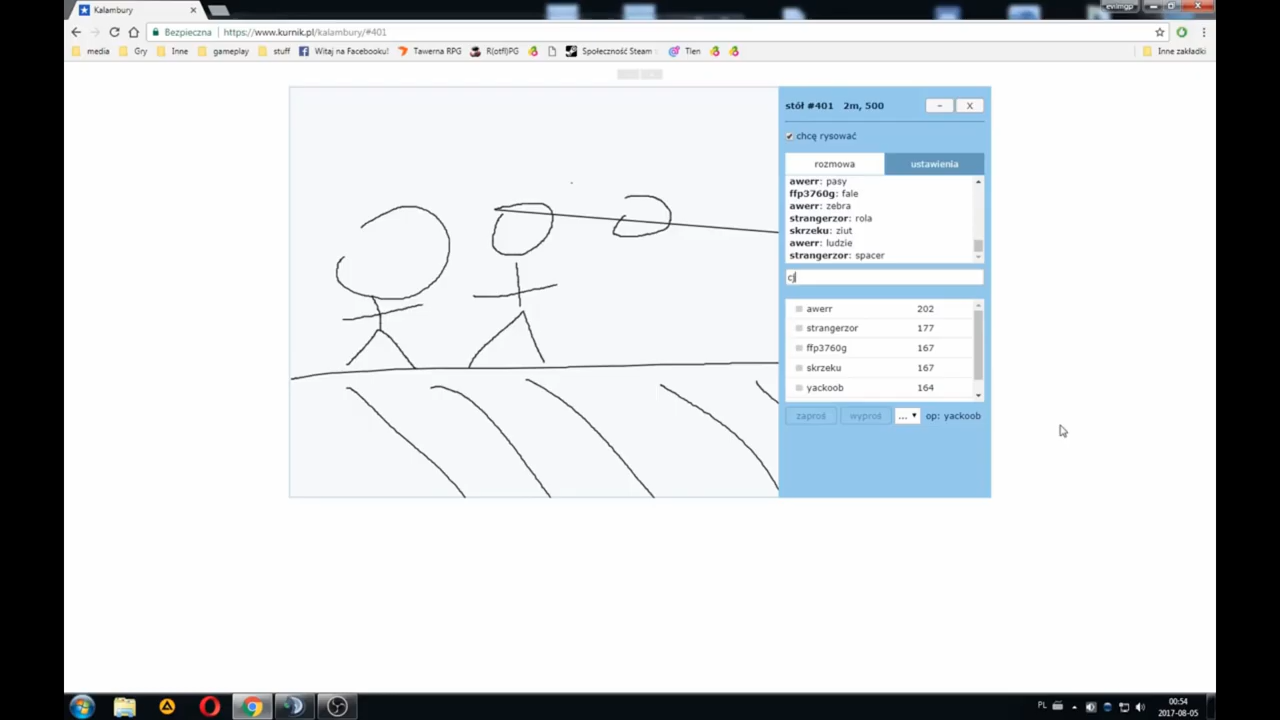 Kalambury
evilmgp
Bezpieczna
https://www.kurnik.pl/kalambury/#401
media
Gry
Inne
gameplay
stuff
Witaj na Facebooku!
Tawerna RPG
R(otfl)PG
Społeczność Steam
Tlen
Inne zakładki
stół #401 2m, 500
–
X
chcę rysować
rozmowa
ustawienia
awerr: pasy
ffp3760g: fale
awerr: zebra
strangerzor: rola
skrzeku: ziut
awerr: ludzie
strangerzor: spacer
cj
awerr 202
strangerzor 177
ffp3760g 167
skrzeku 167
yackoob 164
zaproś
wyproś
...
op: yackoob
PL
00:54
2017-08-05